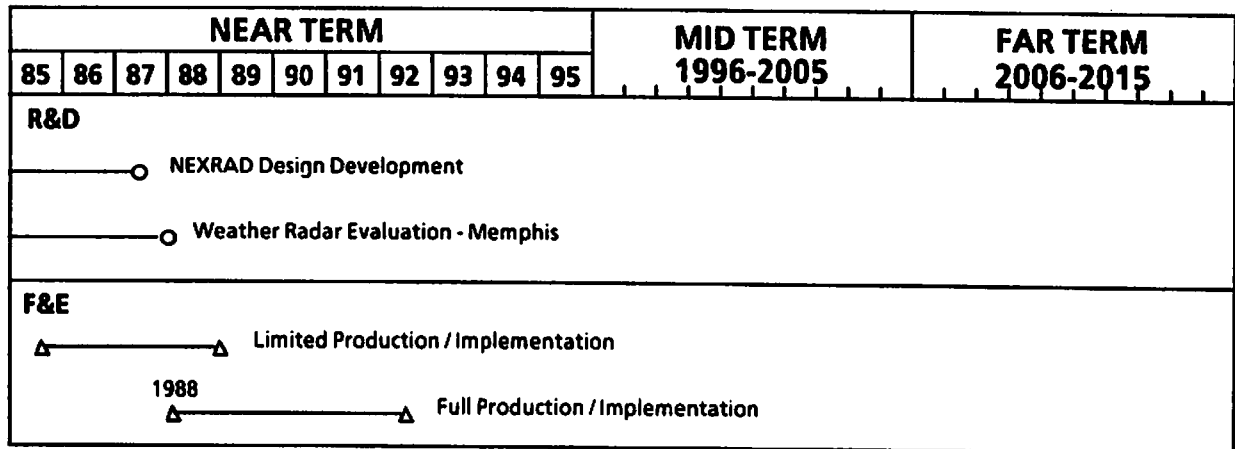 NEAR TERM
MID TERM
1996-2005
FAR TERM
2006-2015
85 86 87 88 89 90 91 92 93 94 95
R&D
NEXRAD Design Development
Weather Radar Evaluation - Memphis
F&E
Limited Production / Implementation
1988
Full Production / Implementation